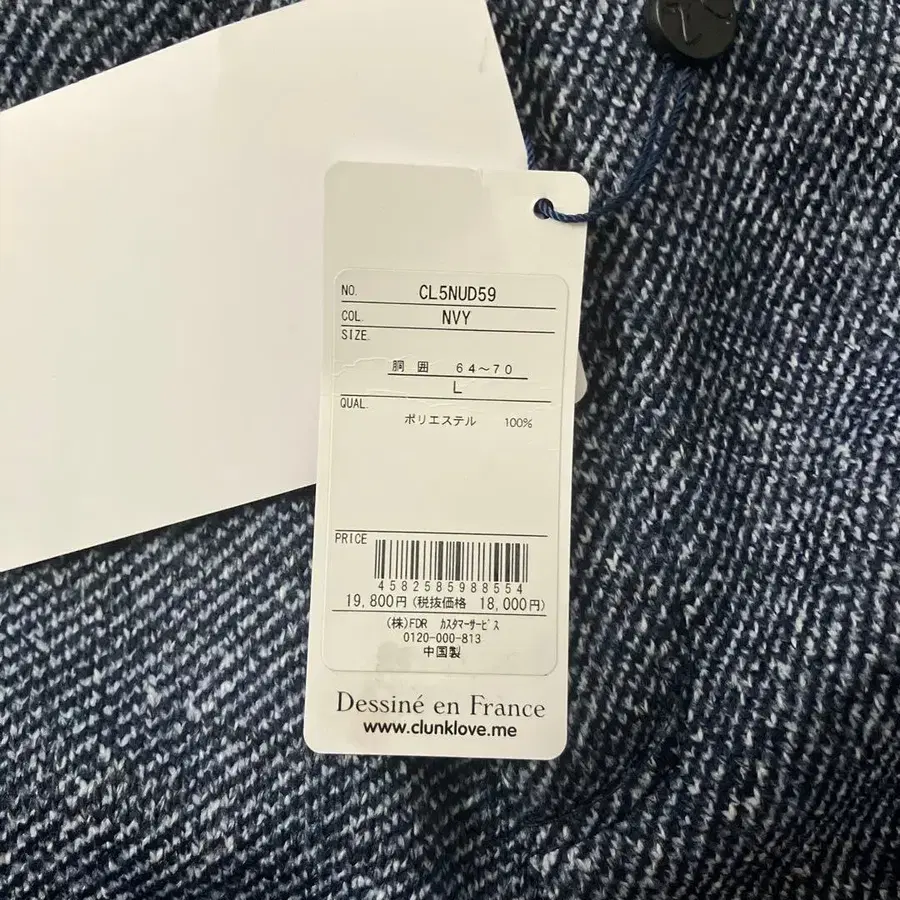 NO. CL5NUD59
COL. NVY
SIZE.
胴 囲 64～70
L
QUAL.
ポリエステル 100%
PRICE
4582585988554
19,800円(税抜価格 18,000円)
(株)FDR カスタマーサービス
0120-000-813
中国製
Dessiné en France
www.clunklove.me